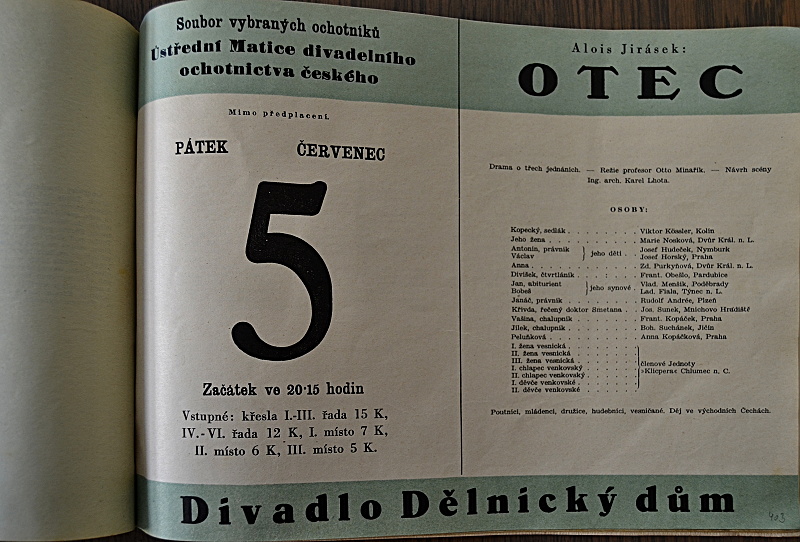 Soubor vybraných ochotníků
Ústřední Matice divadelního
ochotnictva českého
Mimo předplacení.
PÁTEK ČERVENEC
5
Začátek ve 20·15 hodin
Vstupné: křesla I.-III. řada 15 K,
IV.-VI. řada 12 K, I. místo 7 K,
II. místo 6 K, III. místo 5 K.
Alois Jirásek:
OTEC
Drama o třech jednáních. — Režie profesor Otto Minařík. — Návrh scény
Ing. arch. Karel Lhota.
OSOBY:
Kopecký, sedlák . . . . . . . . Viktor Kössler, Kolín
Jeho žena . . . . . . . . . . Marie Nosková, Dvůr Král. n. L.
Antonín, právník } jeho děti . Josef Hudeček, Nymburk
Václav Josef Horský, Praha
Anna . . . . . . . . . . . . Zd. Purkyňová, Dvůr Král. n. L.
Divíšek, čtvrtláník . . . . . . . Frant. Obešlo, Pardubice
Jan, abiturient } jeho synové . Vlad. Menšík, Poděbrady
Bobeš Lad. Fiala, Týnec n. L.
Janáč, právník . . . . . . . . Rudolf Andrée, Plzeň
Křivda, řečený doktor Smetana . . Jos. Sunek, Mnichovo Hradiště
Vašina, chalupník . . . . . . . Frant. Kopáček, Praha
Jílek, chalupník . . . . . . . . Boh. Suchánek, Jičín
Peluňková . . . . . . . . . . Anna Kopáčková, Praha
I. žena vesnická . . . . . .
II. žena vesnická . . . . . .
III. žena vesnická . . . . . . členové Jednoty
I. chlapec venkovský . . . . . »Klicpera« Chlumec n. C.
II. chlapec venkovský . . . . .
I. děvče venkovské . . . . . .
II. děvče venkovské . . . . . .
Poutníci, mládenci, družice, hudebníci, vesničané. Děj ve východních Čechách.
Divadlo Dělnický dům
403